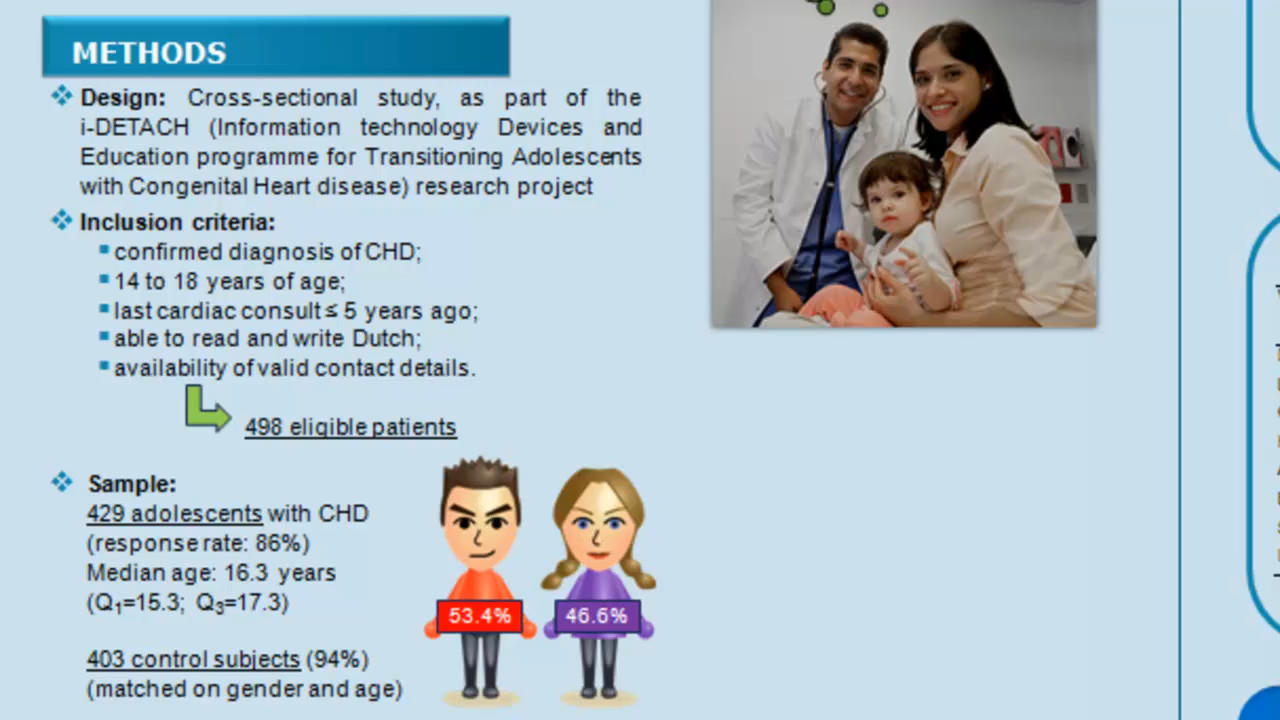 METHODS
Design: Cross-sectional study, as part of the
i-DETACH (Information technology Devices and
Education programme for Transitioning Adolescents
with Congenital Heart disease) research project
Inclusion criteria:
confirmed diagnosis of CHD;
14 to 18 years of age;
last cardiac consult ≤ 5 years ago;
able to read and write Dutch;
availability of valid contact details.
498 eligible patients
Sample:
429 adolescents with CHD
(response rate: 86%)
Median age: 16.3 years
(Q1=15.3; Q3=17.3)
53.4%
46.6%
403 control subjects (94%)
(matched on gender and age)